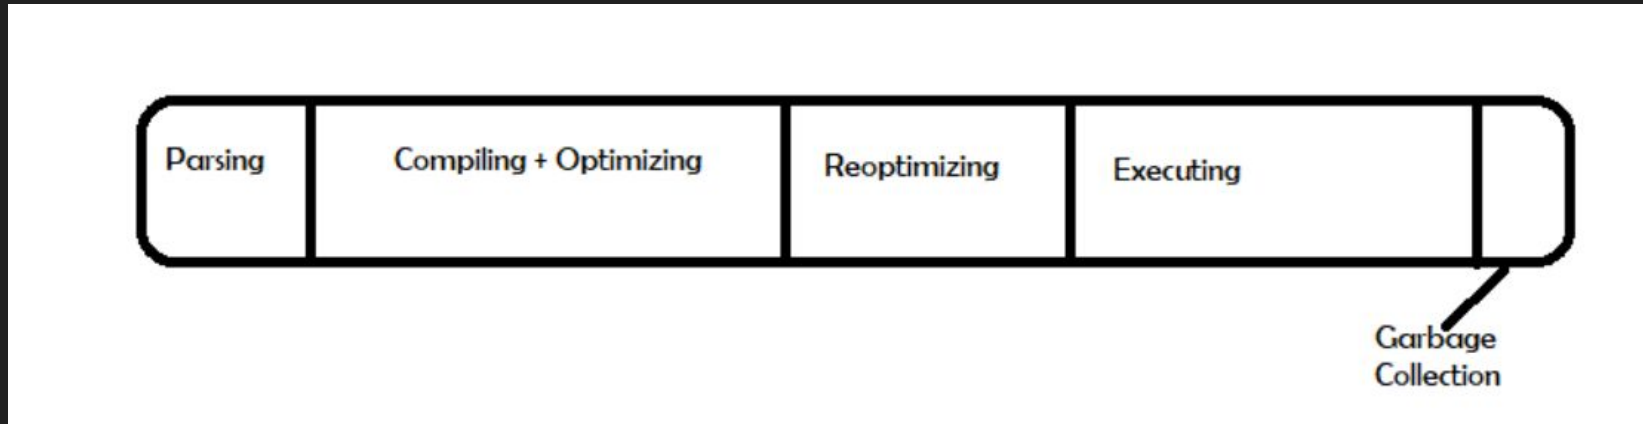 Parsing
Compiling + Optimizing
Reoptimizing
Executing
Garbage
Collection